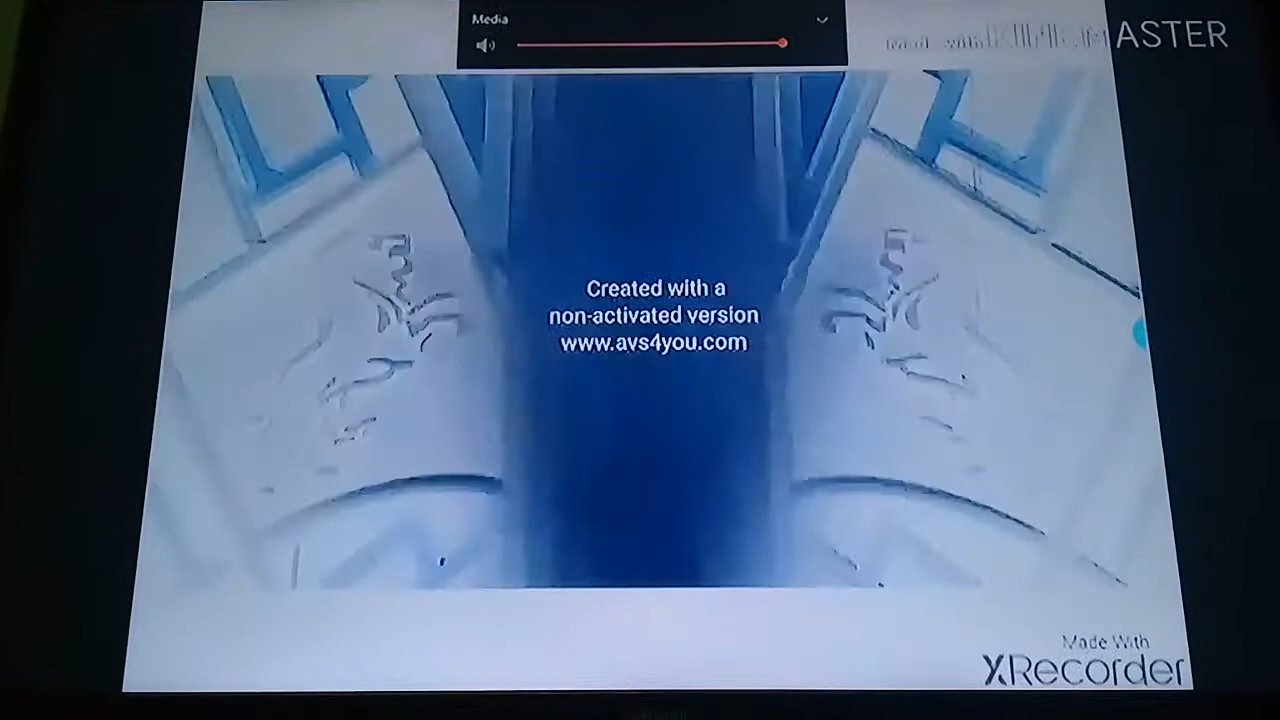 Media
ASTER
Created with a
non-activated version
www.avs4you.com
Made With
XRecorder